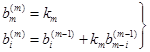 b_m^{(m)} = k_m
b_i^{(m)} = b_i^{(m-1)} + k_m b_{m-i}^{(m-1)} }